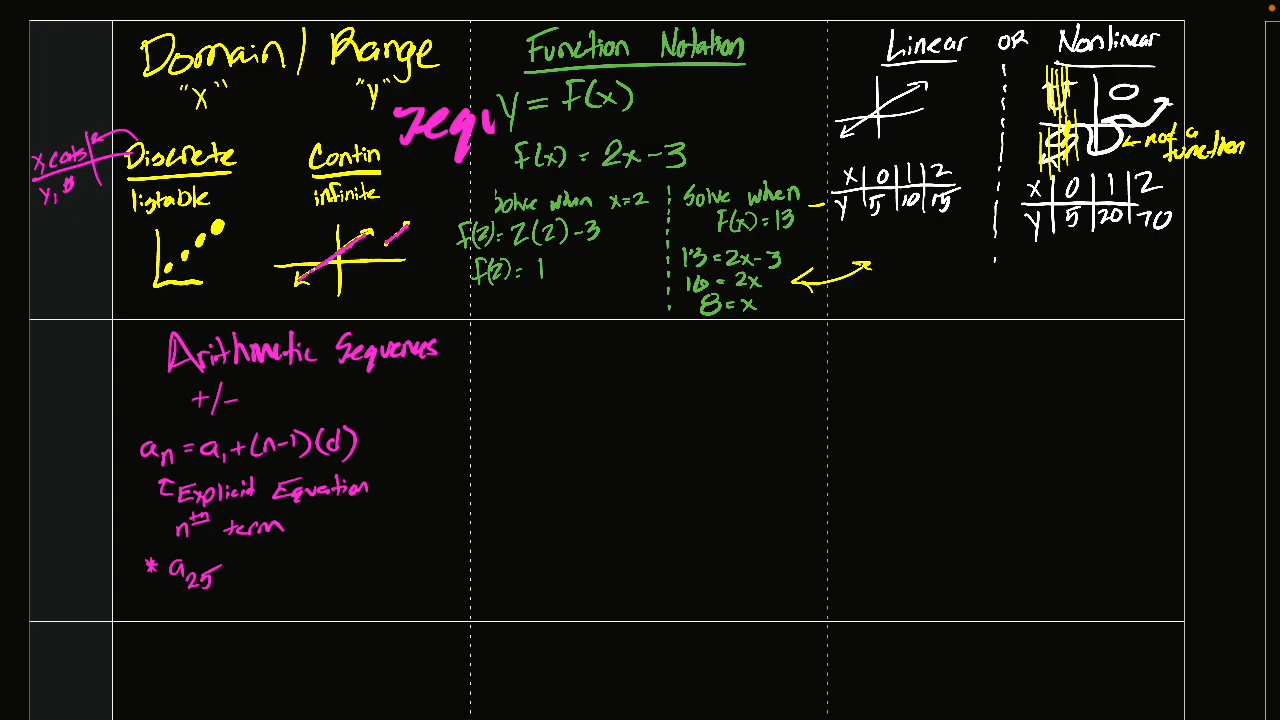 Domain / Range
"X" "Y"
Discrete Contin
listable infinite
x, cats
y, $
Sequ
Function Notation
Y = F(x)
f(x) = 2x-3
Solve when x=2
f(2) = 2(2)-3
f(2) = 1
Solve when
F(x) = 13
13 = 2x-3
16 = 2x
8 = x
Linear OR Nonlinear
x 0 1 2
y 5 10 15
not a
function
x 0 1 2
y 5 20 70
Arithmetic Sequences
+/-
an = a1 + (n-1)(d)
Explicit Equation
nth term
* a25